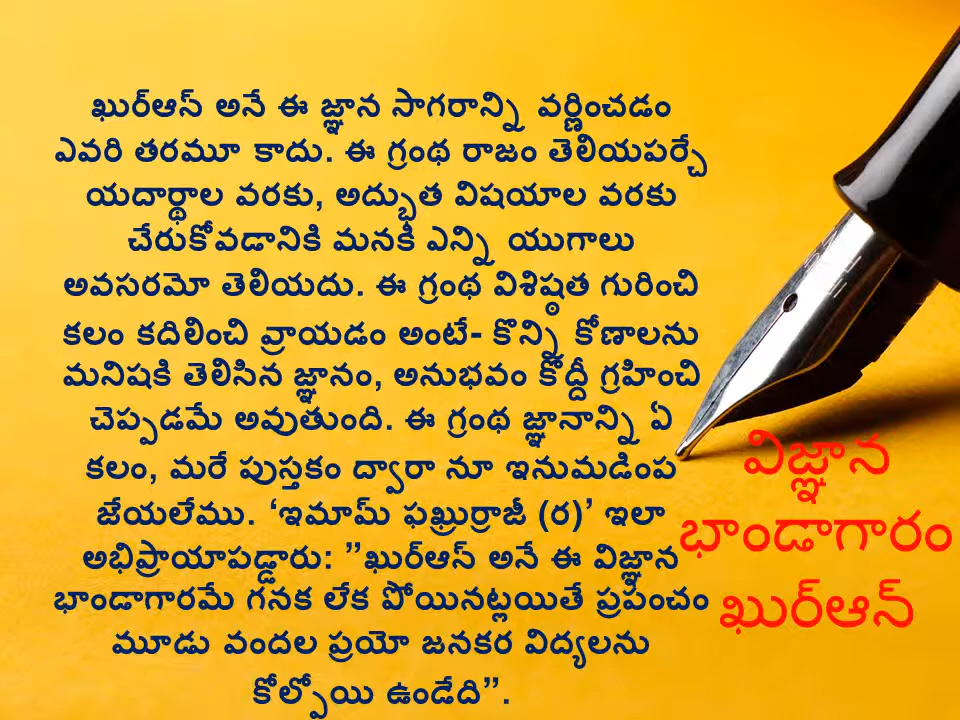 ఖుర్ఆన్ అనే ఈ జ్ఞాన సాగరాన్ని వర్ణించడం
ఎవరి తరమూ కాదు. ఈ గ్రంథ రాజం తెలియపర్చే
యదార్థాల వరకు, అద్భుత విషయాల వరకు
చేరుకోవడానికి మనకి ఎన్ని యుగాలు
అవసరమో తెలియదు. ఈ గ్రంథ విశిష్ఠత గురించి
కలం కదిలించి వ్రాయడం అంటే- కొన్ని కోణాలను
మనిషకి తెలిసిన జ్ఞానం, అనుభవం కొద్దీ గ్రహించి
చెప్పడమే అవుతుంది. ఈ గ్రంథ జ్ఞానాన్ని ఏ
కలం, మరే పుస్తకం ద్వారా నూ ఇనుమడింప
జేయలేము. ‘ఇమామ్ ఫఖ్రుర్రాజీ (ర)’ ఇలా
అభిప్రాయాపడ్డారు: ”ఖుర్ఆన్ అనే ఈ విజ్ఞాన
భాండాగారమే గనక లేక పోయినట్లయితే ప్రపంచం
మూడు వందల ప్రయో జనకర విద్యలను
కోల్పోయి ఉండేది”.
విజ్ఞాన
భాండాగారం
ఖుర్ఆన్